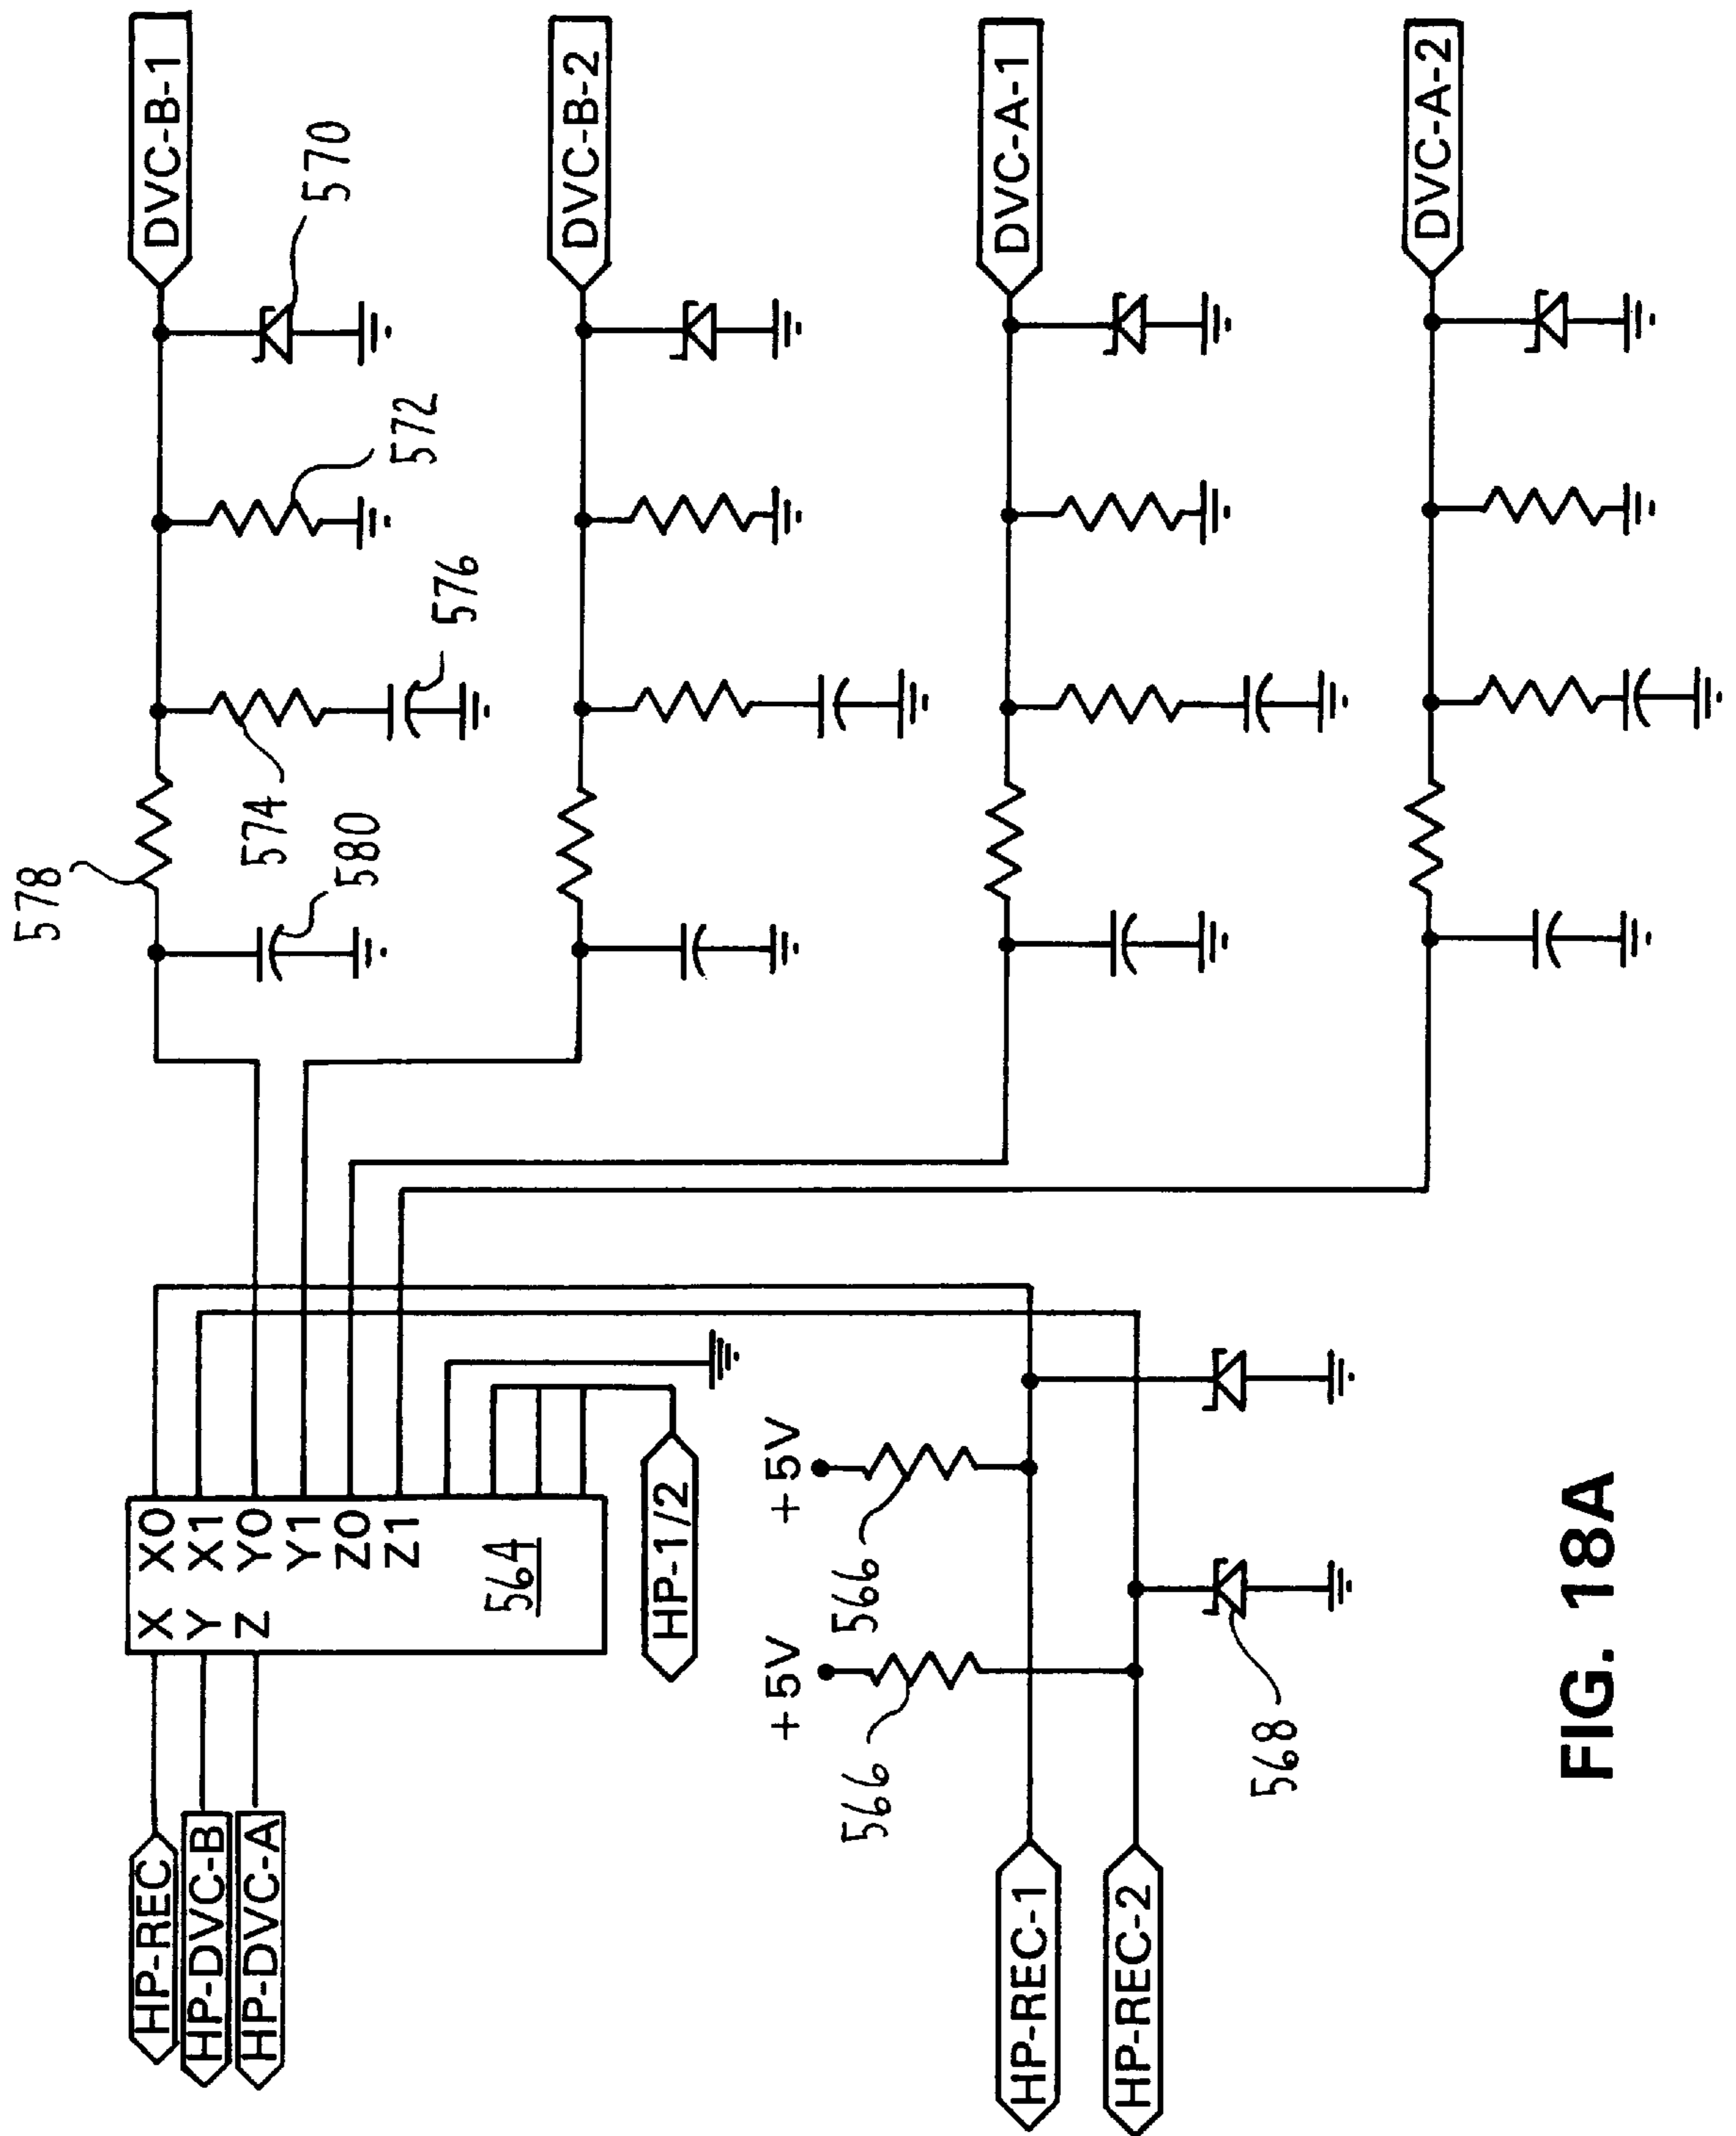 DVC-B-1
570
572
576
574
578
580
DVC-B-2
DVC-A-1
DVC-A-2
X X0
Y X1
Z Y0
Y1
Z0
Z1
564
HP-REC
HP-DVC-B
HP-DVC-A
HP-1/2
+5V
+5V
566
566
568
HP-REC-1
HP-REC-2
FIG. 18A